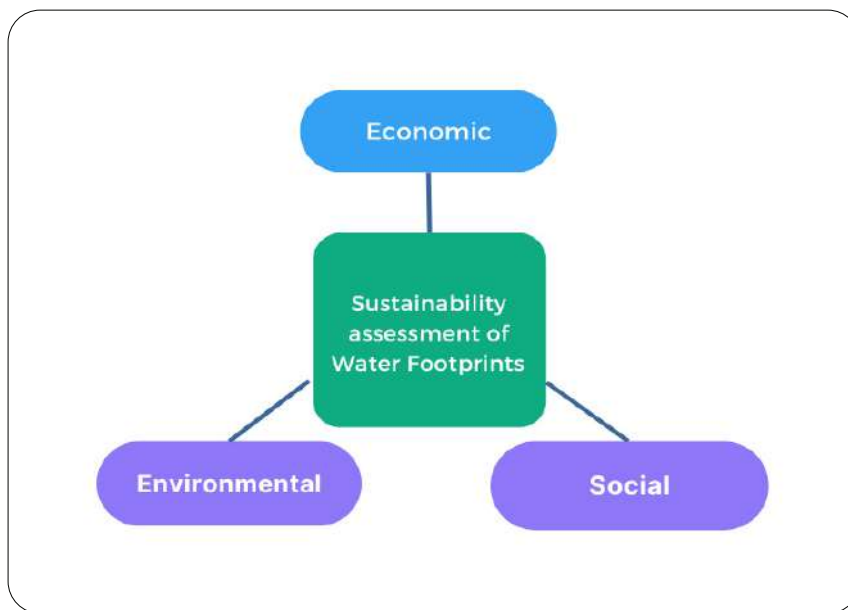 Economic
Sustainability
assessment of
Water Footprints
Environmental
Social